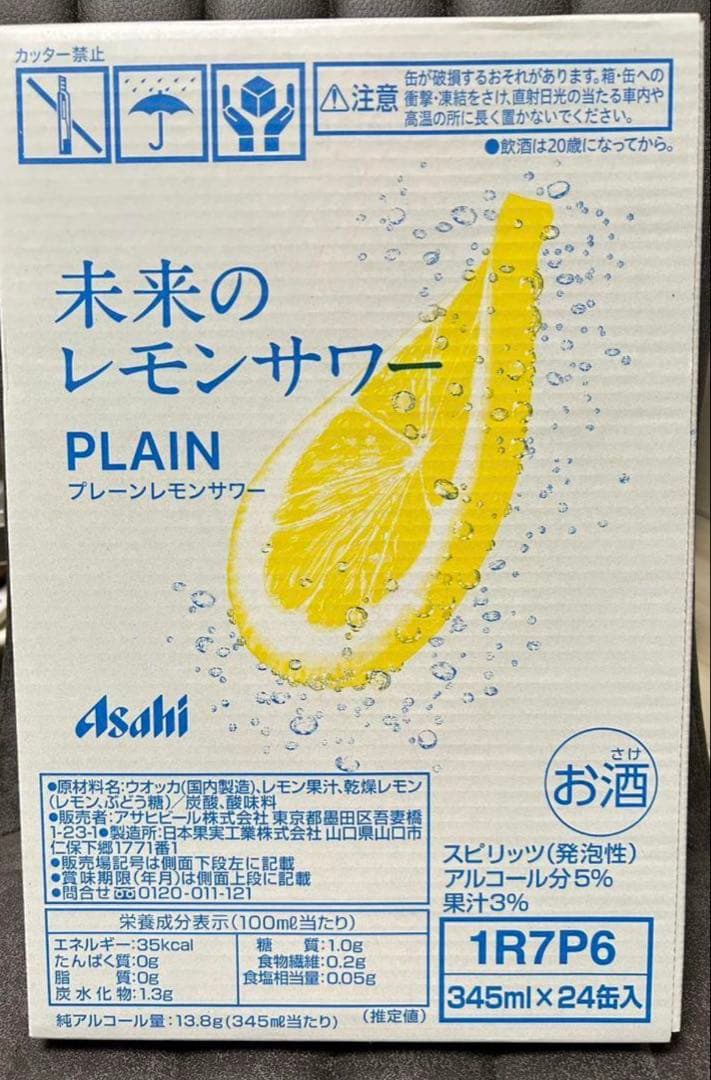 カッター禁止
⚠注意
缶が破損するおそれがあります。箱・缶への
衝撃・凍結をさけ、直射日光の当たる車内や
高温の所に長く置かないでください。
●飲酒は20歳になってから。
未来の
レモンサワー
PLAIN
プレーンレモンサワー
Asahi
●原材料名:ウオッカ(国内製造)、レモン果汁、乾燥レモン
(レモン、ぶどう糖)/炭酸、酸味料
●販売者:アサヒビール株式会社 東京都墨田区吾妻橋
1-23-1●製造所:日本果実工業株式会社 山口県山口市
仁保下郷1771番1
●販売場記号は側面下段左に記載
●賞味期限(年月)は側面上段に記載
●問合せ 0120-011-121
さけ
お酒
スピリッツ(発泡性)
アルコール分5%
果汁3%
栄養成分表示(100ml当たり)
エネルギー:35kcal
たんぱく質:0g
脂 質:0g
炭水化物:1.3g
糖 質:1.0g
食物繊維:0.2g
食塩相当量:0.05g
純アルコール量:13.8g(345ml当たり) (推定値)
1R7P6
345ml×24缶入